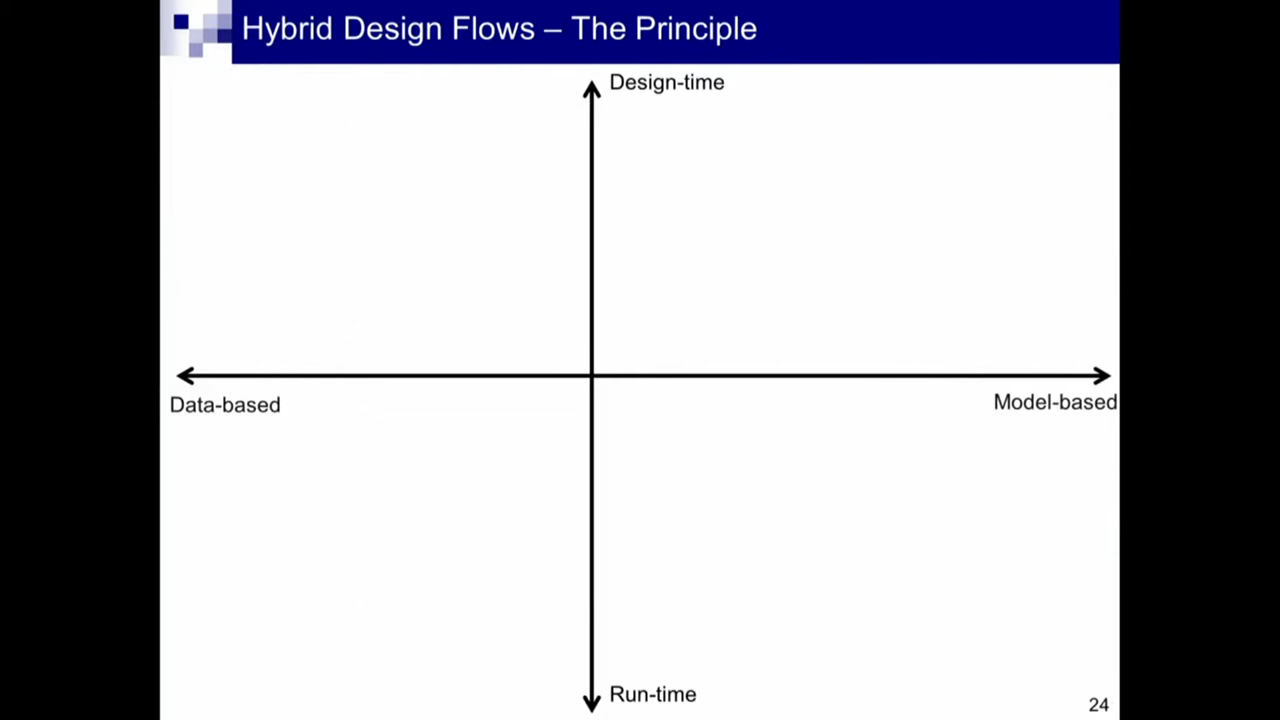 Hybrid Design Flows – The Principle
Design-time
Data-based
Model-based
Run-time
24